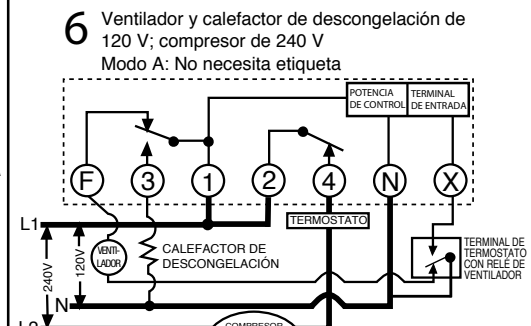 6 Ventilador y calefactor de descongelación de
120 V; compresor de 240 V
Modo A: No necesita etiqueta
POTENCIA
DE CONTROL
TERMINAL
DE ENTRADA
F 3 1 2 4 N X
L1
TERMOSTATO
VENTI-
LADOR
CALEFACTOR DE
DESCONGELACIÓN
TERMINAL DE
TERMOSTATO
CON RELÉ DE
VENTILADOR
240V
120V
N
L2
COMPRESOR